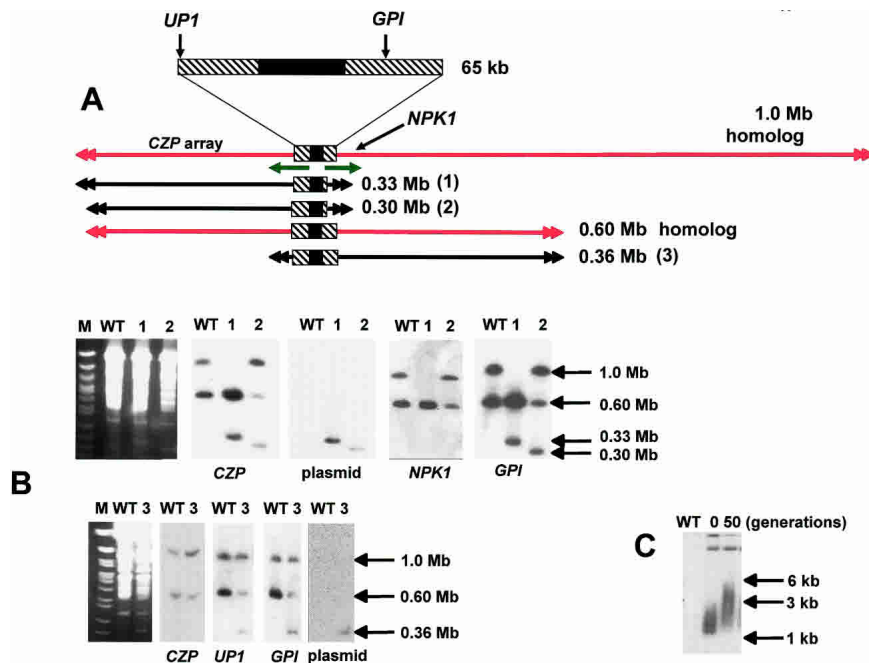 UP1 GPI
65 kb
A
NPK1
1.0 Mb
homolog
CZP array
0.33 Mb (1)
0.30 Mb (2)
0.60 Mb homolog
0.36 Mb (3)
M WT 1 2 WT 1 2 WT 1 2 WT 1 2 WT 1 2
1.0 Mb
0.60 Mb
0.33 Mb
0.30 Mb
CZP plasmid NPK1 GPI
B
M WT 3 WT 3 WT 3 WT 3 WT 3
1.0 Mb
0.60 Mb
0.36 Mb
CZP UP1 GPI plasmid
C
WT 0 50 (generations)
6 kb
3 kb
1 kb